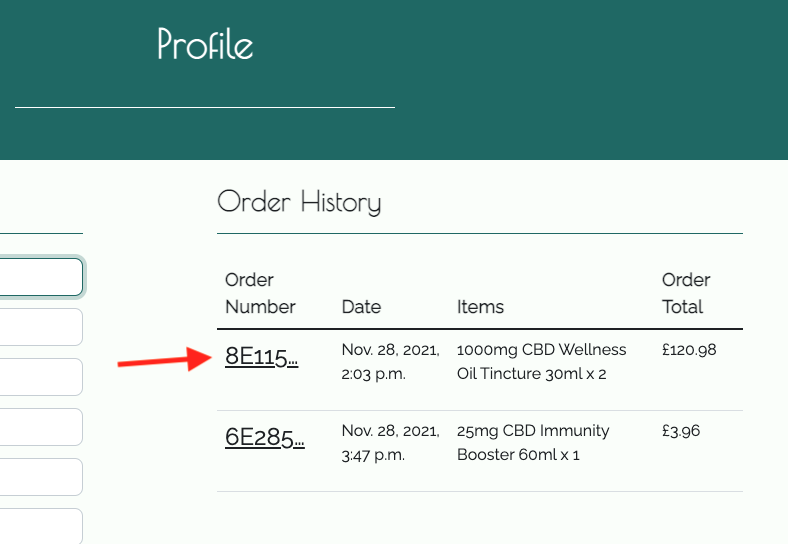 Profile
Order History
Order
Number
Date
Items
Order
Total
8E115...
Nov. 28, 2021,
2:03 p.m.
1000mg CBD Wellness
Oil Tincture 30ml x 2
£120.98
6E285...
Nov. 28, 2021,
3:47 p.m.
25mg CBD Immunity
Booster 60ml x 1
£3.96